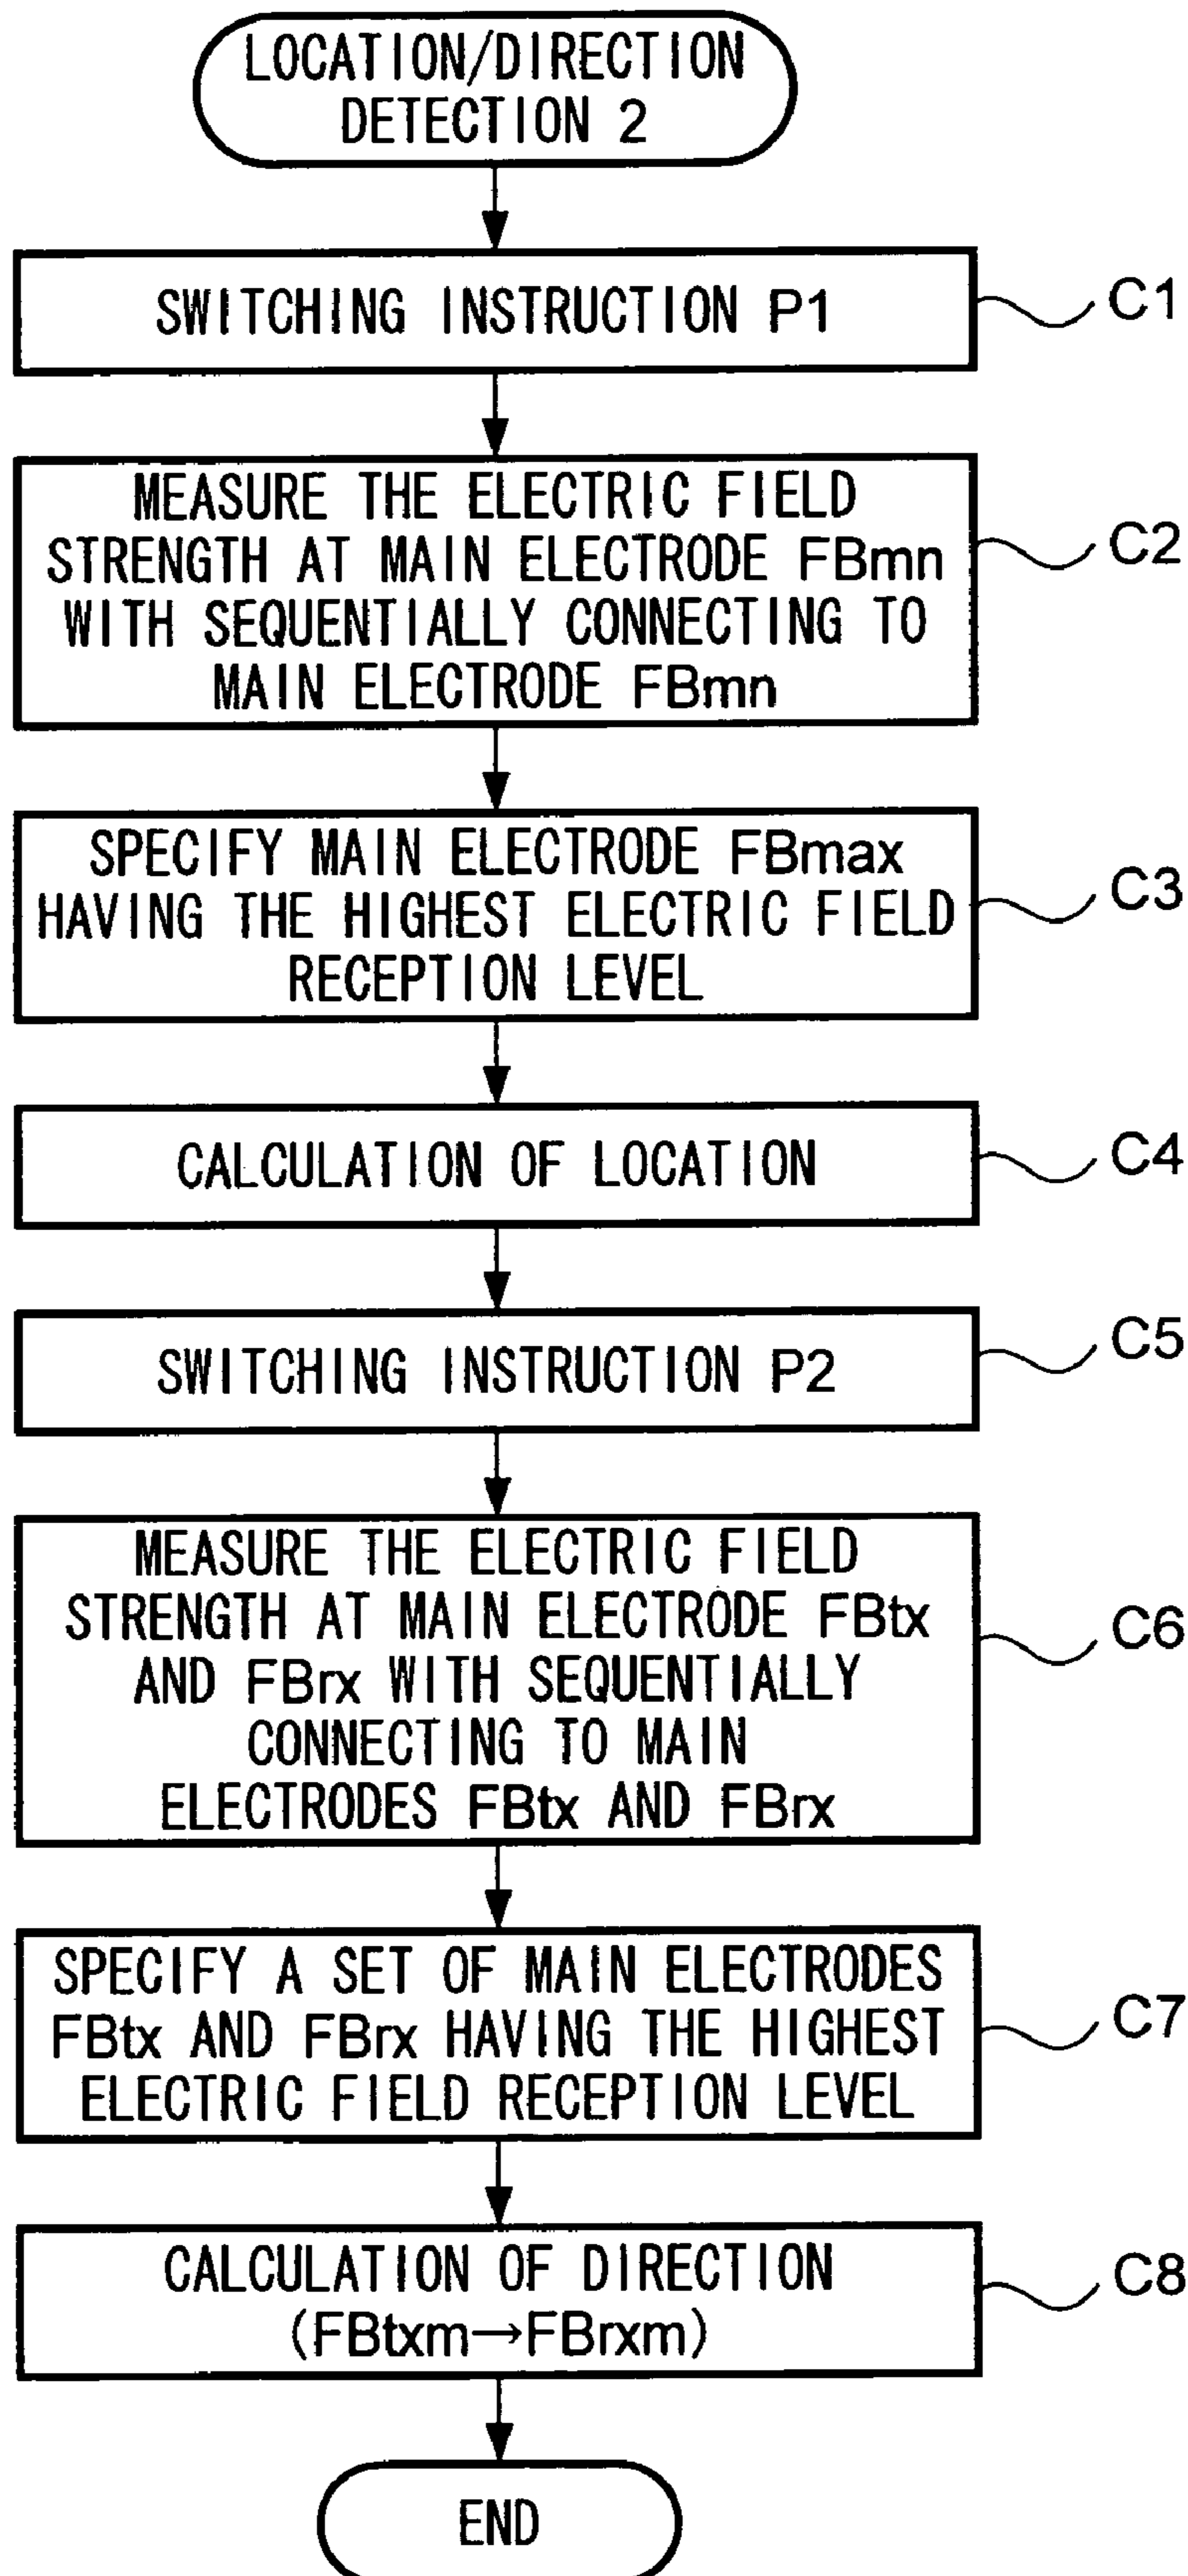 LOCATION/DIRECTION
DETECTION 2
SWITCHING INSTRUCTION P1
C1
MEASURE THE ELECTRIC FIELD
STRENGTH AT MAIN ELECTRODE FBmn
WITH SEQUENTIALLY CONNECTING TO
MAIN ELECTRODE FBmn
C2
SPECIFY MAIN ELECTRODE FBmax
HAVING THE HIGHEST ELECTRIC FIELD
RECEPTION LEVEL
C3
CALCULATION OF LOCATION
C4
SWITCHING INSTRUCTION P2
C5
MEASURE THE ELECTRIC FIELD
STRENGTH AT MAIN ELECTRODE FBtx
AND FBrx WITH SEQUENTIALLY
CONNECTING TO MAIN
ELECTRODES FBtx AND FBrx
C6
SPECIFY A SET OF MAIN ELECTRODES
FBtx AND FBrx HAVING THE HIGHEST
ELECTRIC FIELD RECEPTION LEVEL
C7
CALCULATION OF DIRECTION
(FBtxm→FBrxm)
C8
END